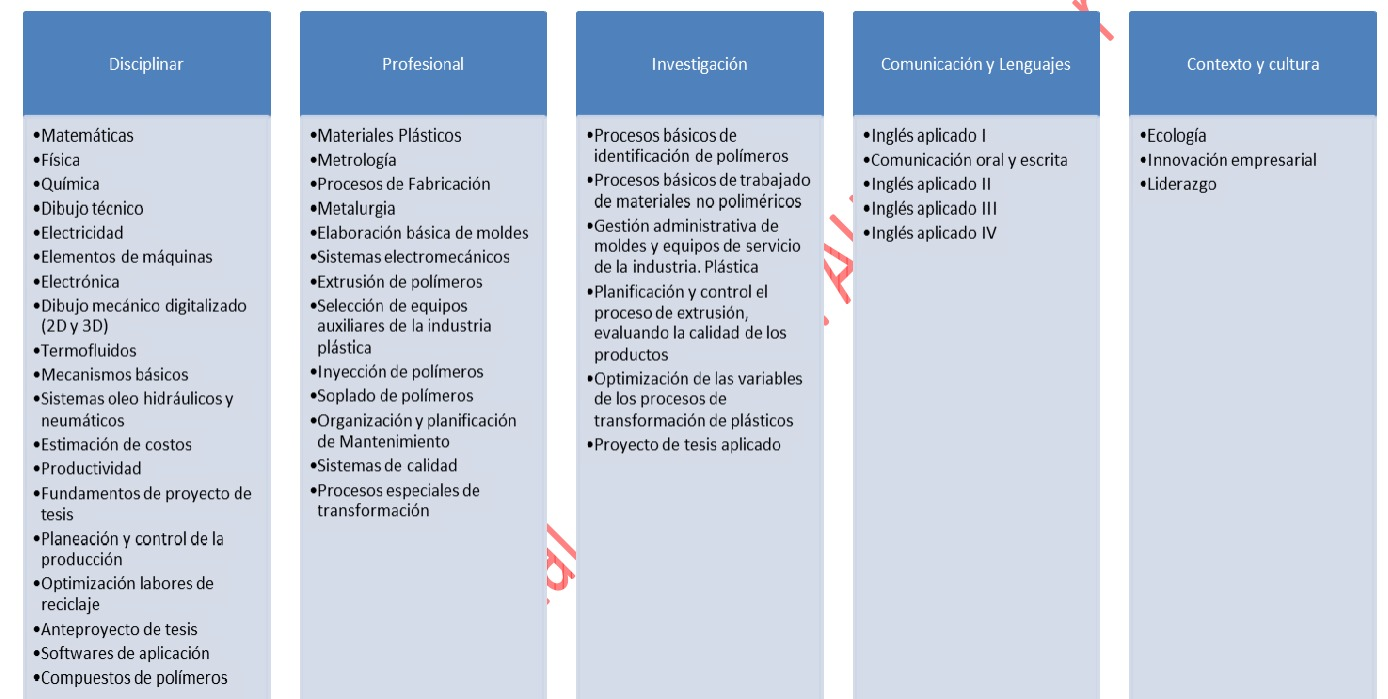 Disciplinar
•Matemáticas
•Física
•Química
•Dibujo técnico
•Electricidad
•Elementos de máquinas
•Electrónica
•Dibujo mecánico digitalizado
(2D y 3D)
•Termofluidos
•Mecanismos básicos
•Sistemas oleo hidráulicos y
neumáticos
•Estimación de costos
•Productividad
•Fundamentos de proyecto de
tesis
•Planeación y control de la
producción
•Optimización labores de
reciclaje
•Anteproyecto de tesis
•Softwares de aplicación
•Compuestos de polímeros
Profesional
•Materiales Plásticos
•Metrología
•Procesos de Fabricación
•Metalurgia
•Elaboración básica de moldes
•Sistemas electromecánicos
•Extrusión de polímeros
•Selección de equipos
auxiliares de la industria
plástica
•Inyección de polímeros
•Soplado de polímeros
•Organización y planificación
de Mantenimiento
•Sistemas de calidad
•Procesos especiales de
transformación
Investigación
•Procesos básicos de
identificación de polímeros
•Procesos básicos de trabajado
de materiales no poliméricos
•Gestión administrativa de
moldes y equipos de servicio
de la industria. Plástica
•Planificación y control el
proceso de extrusión,
evaluando la calidad de los
productos
•Optimización de las variables
de los procesos de
transformación de plásticos
•Proyecto de tesis aplicado
Comunicación y Lenguajes
•Inglés aplicado I
•Comunicación oral y escrita
•Inglés aplicado II
•Inglés aplicado III
•Inglés aplicado IV
Contexto y cultura
•Ecología
•Innovación empresarial
•Liderazgo